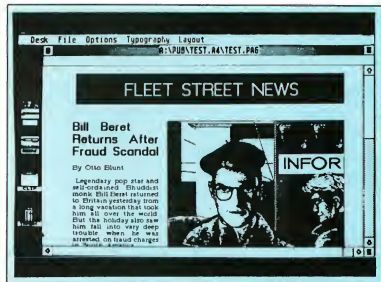 Desk File Options Typography Layout
A:\PUB\TEST.A4\TEST.PAG
FLEET STREET NEWS
Bill Beret
Returns After
Fraud Scandal
By Otto Blunt
Legendary pop star and
self-ordained Bhuddist
monk Bill Beret returned
to Britain yesterday from
a long vacation that took
him all over the world.
But the holiday also saw
him fall into very deep
trouble when he was
arrested on fraud charges
INFOR